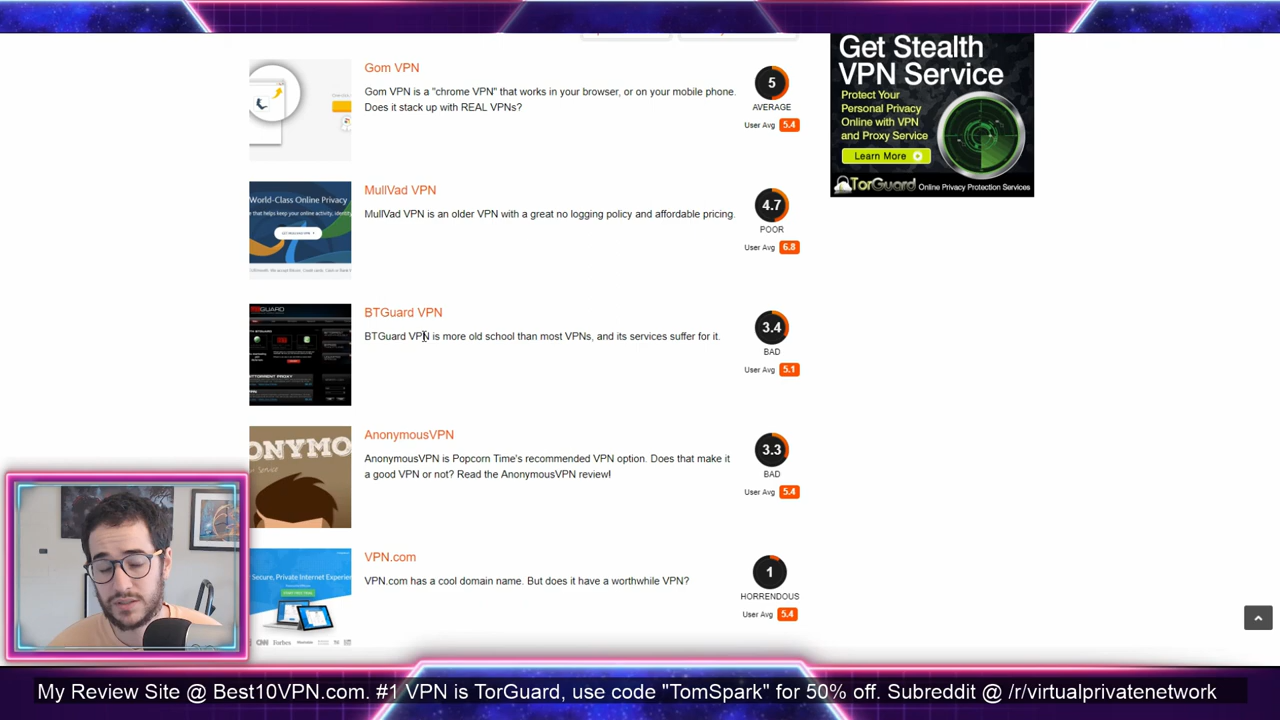 Gom VPN
Gom VPN is a "chrome VPN" that works in your browser, or on your mobile phone.
Does it stack up with REAL VPNs?
5
AVERAGE
User Avg 5.4
MullVad VPN
MullVad VPN is an older VPN with a great no logging policy and affordable pricing.
4.7
POOR
User Avg 6.8
World-Class Online Privacy
BTGuard VPN
BTGuard VPN is more old school than most VPNs, and its services suffer for it.
3.4
BAD
User Avg 5.1
AnonymousVPN
AnonymousVPN is Popcorn Time's recommended VPN option. Does that make it
a good VPN or not? Read the AnonymousVPN review!
3.3
BAD
User Avg 5.4
ONYMO
VPN.com
VPN.com has a cool domain name. But does it have a worthwhile VPN?
1
HORRENDOUS
User Avg 5.4
Secure, Private Internet Experien
Forbes
Get Stealth
VPN Service
Protect Your
Personal Privacy
Online with VPN
and Proxy Service
Learn More
TorGuard Online Privacy Protection Services
My Review Site @ Best10VPN.com. #1 VPN is TorGuard, use code "TomSpark" for 50% off. Subreddit @ /r/virtualprivatenetwork